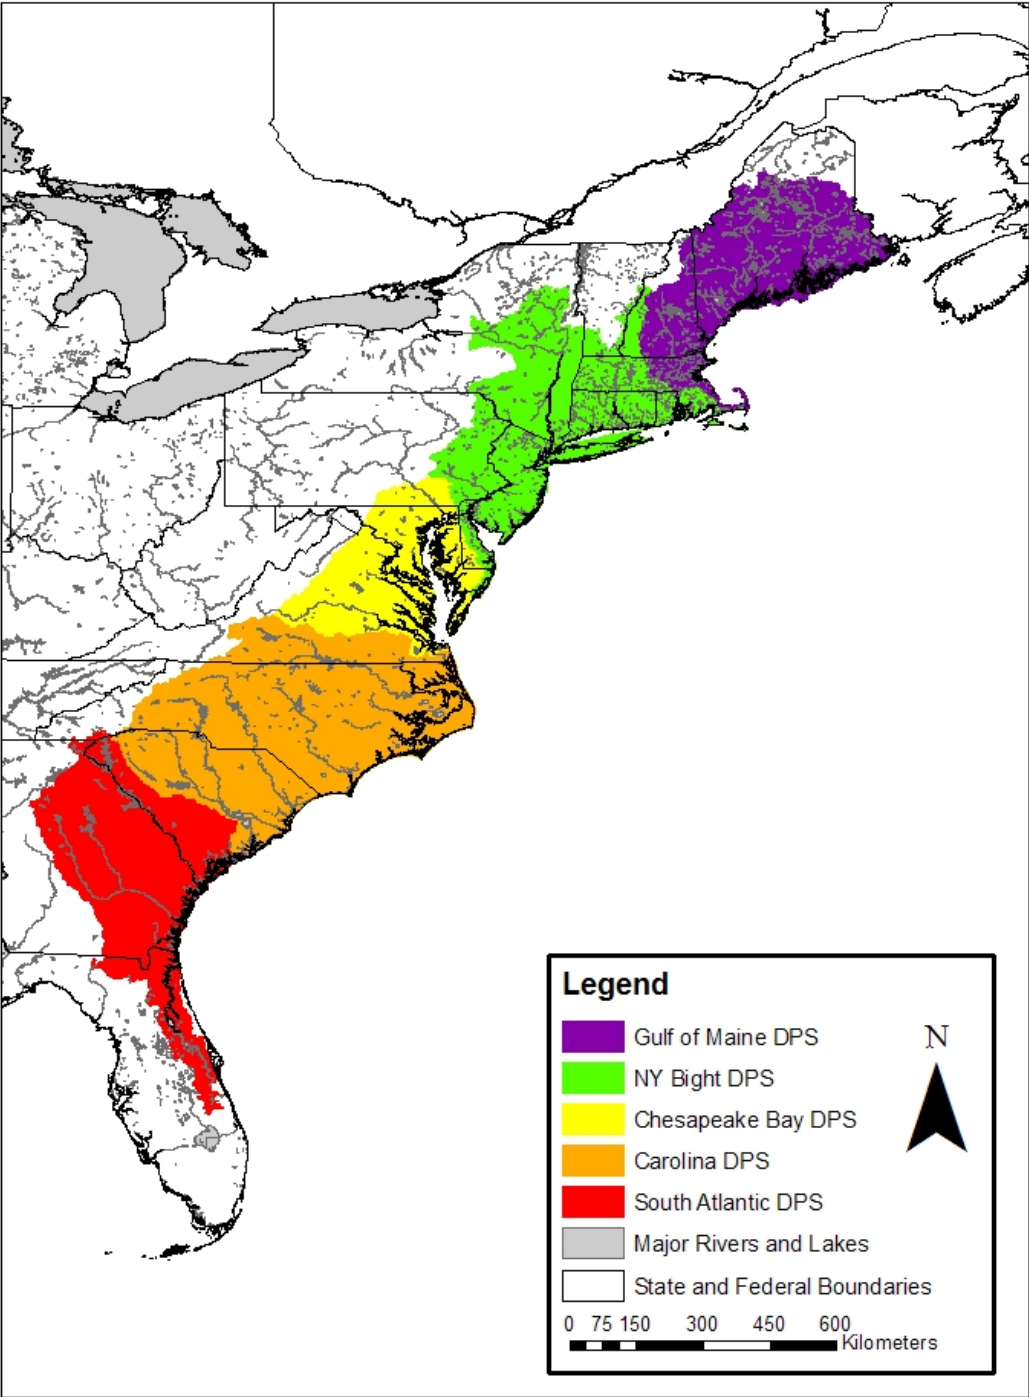 Legend
Gulf of Maine DPS
NY Bight DPS
Chesapeake Bay DPS
Carolina DPS
South Atlantic DPS
Major Rivers and Lakes
State and Federal Boundaries
N
0 75 150 300 450 600
Kilometers